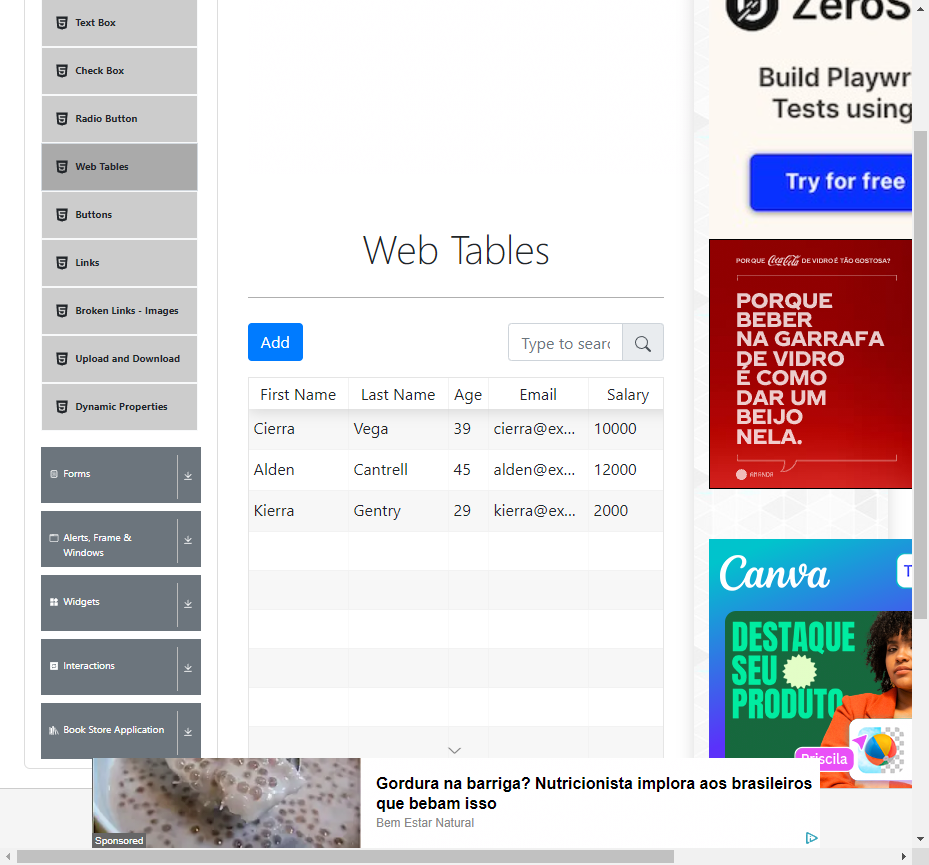 Text Box
Check Box
Radio Button
Web Tables
Buttons
Links
Broken Links - Images
Upload and Download
Dynamic Properties
Forms
Alerts, Frame &
Windows
Widgets
Interactions
Book Store Application
Web Tables
Add
Type to searc
First Name Last Name Age Email Salary
Cierra Vega 39 cierra@ex... 10000
Alden Cantrell 45 alden@ex... 12000
Kierra Gentry 29 kierra@ex... 2000
ZeroS
Build Playwr
Tests using
Try for free
POR QUE Coca-Cola DE VIDRO É TÃO GOSTOSA?
PORQUE
BEBER
NA GARRAFA
DE VIDRO
É COMO
DAR UM
BEIJO
NELA.
AMANDA
Canva
T
DESTAQUE
SEU
PRODUTO
Priscila
Sponsored
Gordura na barriga? Nutricionista implora aos brasileiros
que bebam isso
Bem Estar Natural